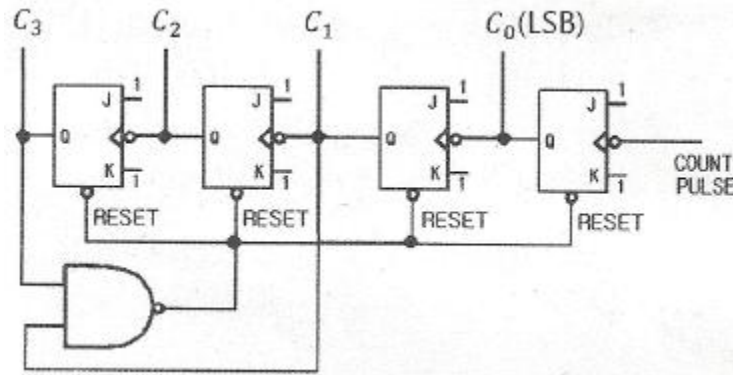 C3 C2 C1 C0(LSB)
1 1 1 1
J J J J
Q Q Q Q
K K K K
1 1 1 1
COUNT
PULSE
RESET RESET RESET RESET